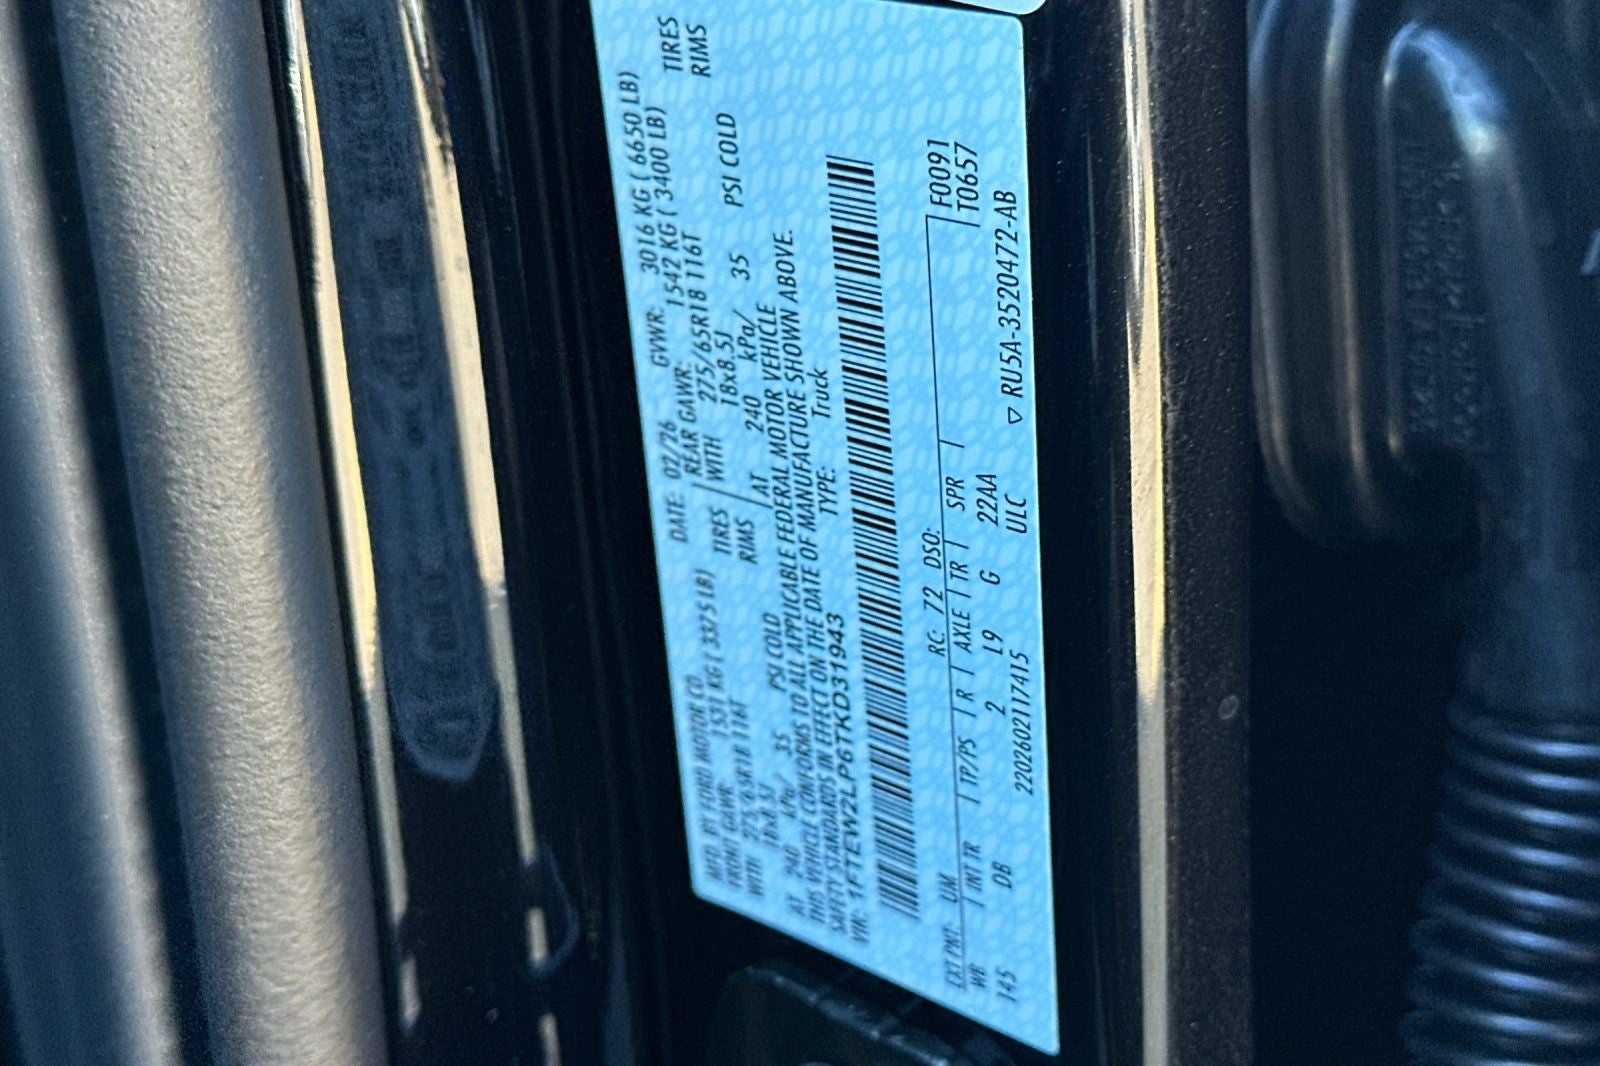 MFD. BY FORD MOTOR CO. DATE: 02/26 GVWR: 3016 KG ( 6650 LB)
FRONT GAWR: 1531 KG ( 3375 LB) REAR GAWR: 1542 KG ( 3400 LB)
WITH 275/65R18 116T TIRES WITH 275/65R18 116T TIRES
18x8.5J RIMS 18x8.5J RIMS
AT 240 kPa/ 35 PSI COLD AT 240 kPa/ 35 PSI COLD
THIS VEHICLE CONFORMS TO ALL APPLICABLE FEDERAL MOTOR VEHICLE
SAFETY STANDARDS IN EFFECT ON THE DATE OF MANUFACTURE SHOWN ABOVE.
VIN: 1FTEW2LP6TKD31943 TYPE: Truck
F0091
T0657
EXT PNT: UM RC: 72 DSO:
WB INT TR TP/PS R AXLE TR SPR
145 DB 2 L9 G 22AA
220260211 7415 ULC ▽ RU5A-3520472-AB